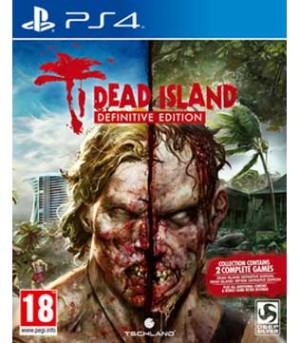 PS4
DEAD ISLAND
DEFINITIVE EDITION
COLLECTION CONTAINS
2 COMPLETE GAMES
18
www.pegi.info
TECHLAND
DEEP
SILVER